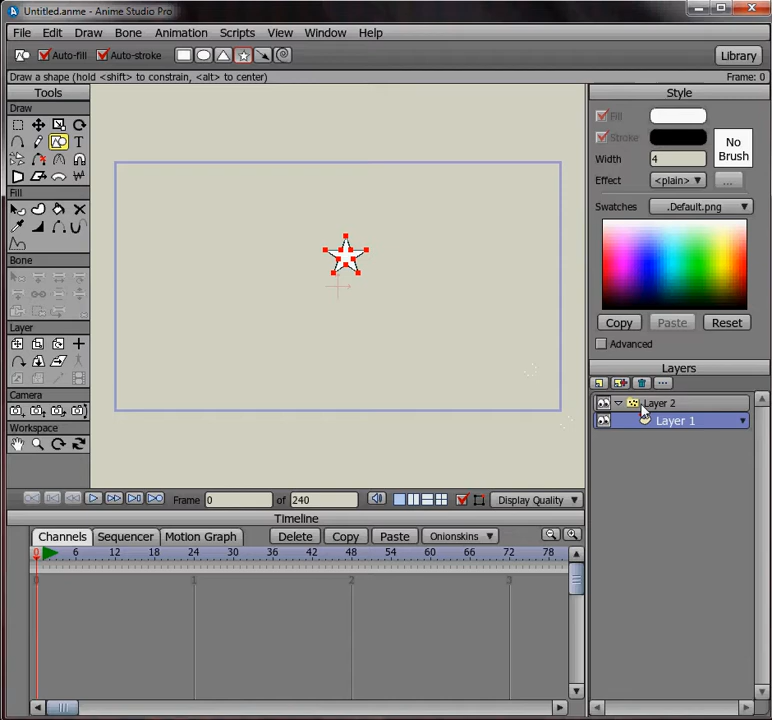 Untitled.anme - Anime Studio Pro
File Edit Draw Bone Animation Scripts View Window Help
Auto-fill Auto-stroke Library
Draw a shape (hold <shift> to constrain, <alt> to center) Frame: 0
Tools
Draw
T
Fill
Bone
Layer
Camera
Workspace
Style
Fill
Stroke
No
Brush
Width 4
Effect <plain> ...
Swatches .Default.png
Copy Paste Reset
Advanced
Layers
...
Layer 2
Layer 1
Frame 0 of 240 Display Quality
Timeline
Channels Sequencer Motion Graph Delete Copy Paste Onionskins
0 6 12 18 24 30 36 42 48 54 60 66 72 78
0 1 2 3